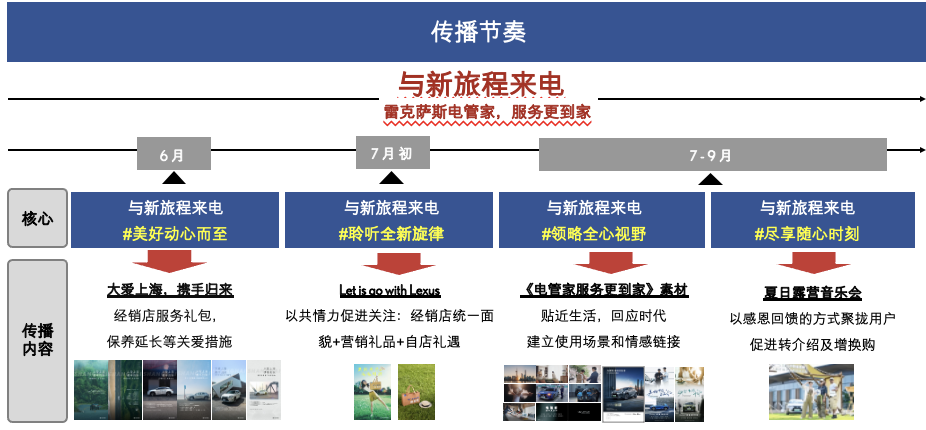 传播节奏
与新旅程来电
雷克萨斯电管家，服务更到家
6月
7月初
7-9月
核心
与新旅程来电
#美好动心而至
与新旅程来电
#聆听全新旋律
与新旅程来电
#领略全心视野
与新旅程来电
#尽享随心时刻
传播
内容
大爱上海，携手归来
经销店服务礼包，
保养延长等关爱措施
Let is go with Lexus
以共情力促进关注：经销店统一面
貌+营销礼品+自店礼遇
《电管家服务更到家》素材
贴近生活，回应时代
建立使用场景和情感链接
夏日露营音乐会
以感恩回馈的方式聚拢用户
促进转介绍及增换购